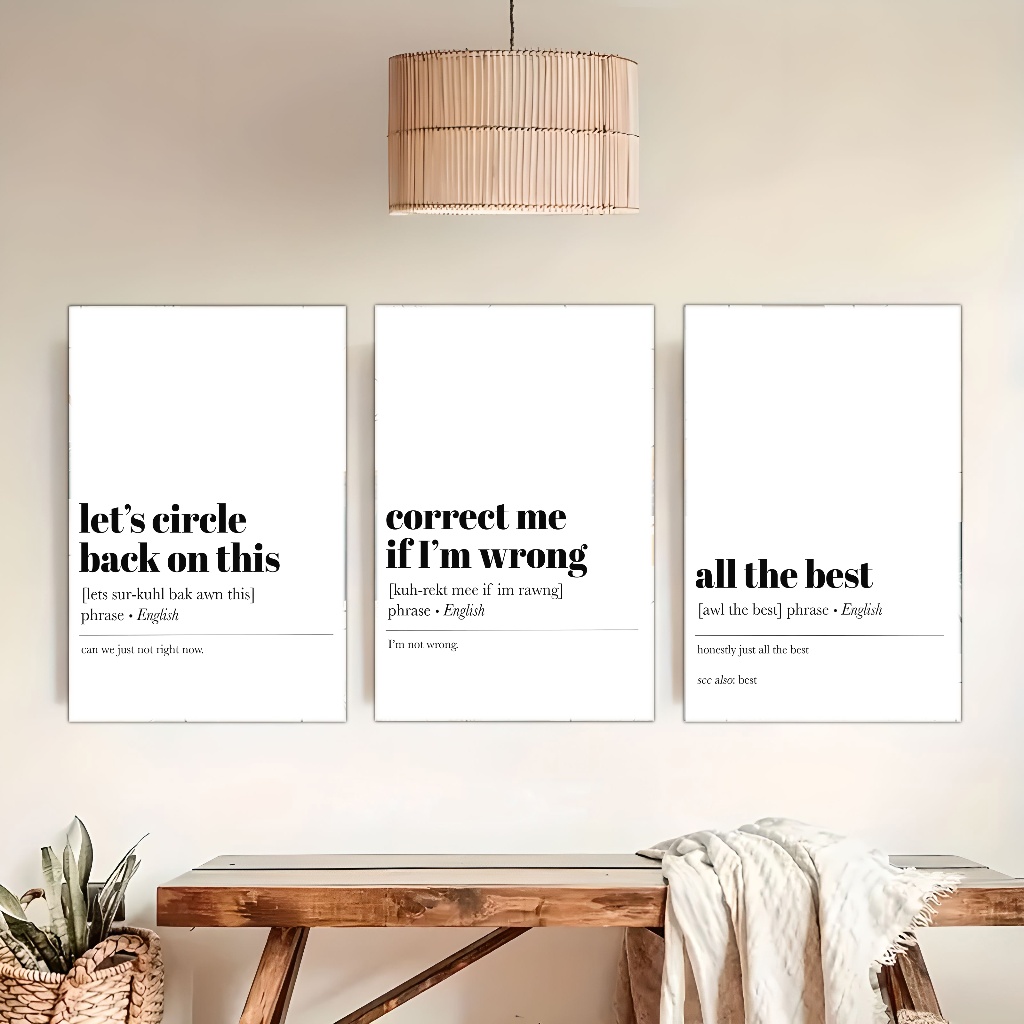 let's circle
back on this
[lets sur-kuhl bak awn this]
phrase • English
can we just not right now.
correct me
if I'm wrong
[kuh-rekt mee if im rawng]
phrase • English
I'm not wrong.
all the best
[awl the best] phrase • English
honestly just all the best
see also: best